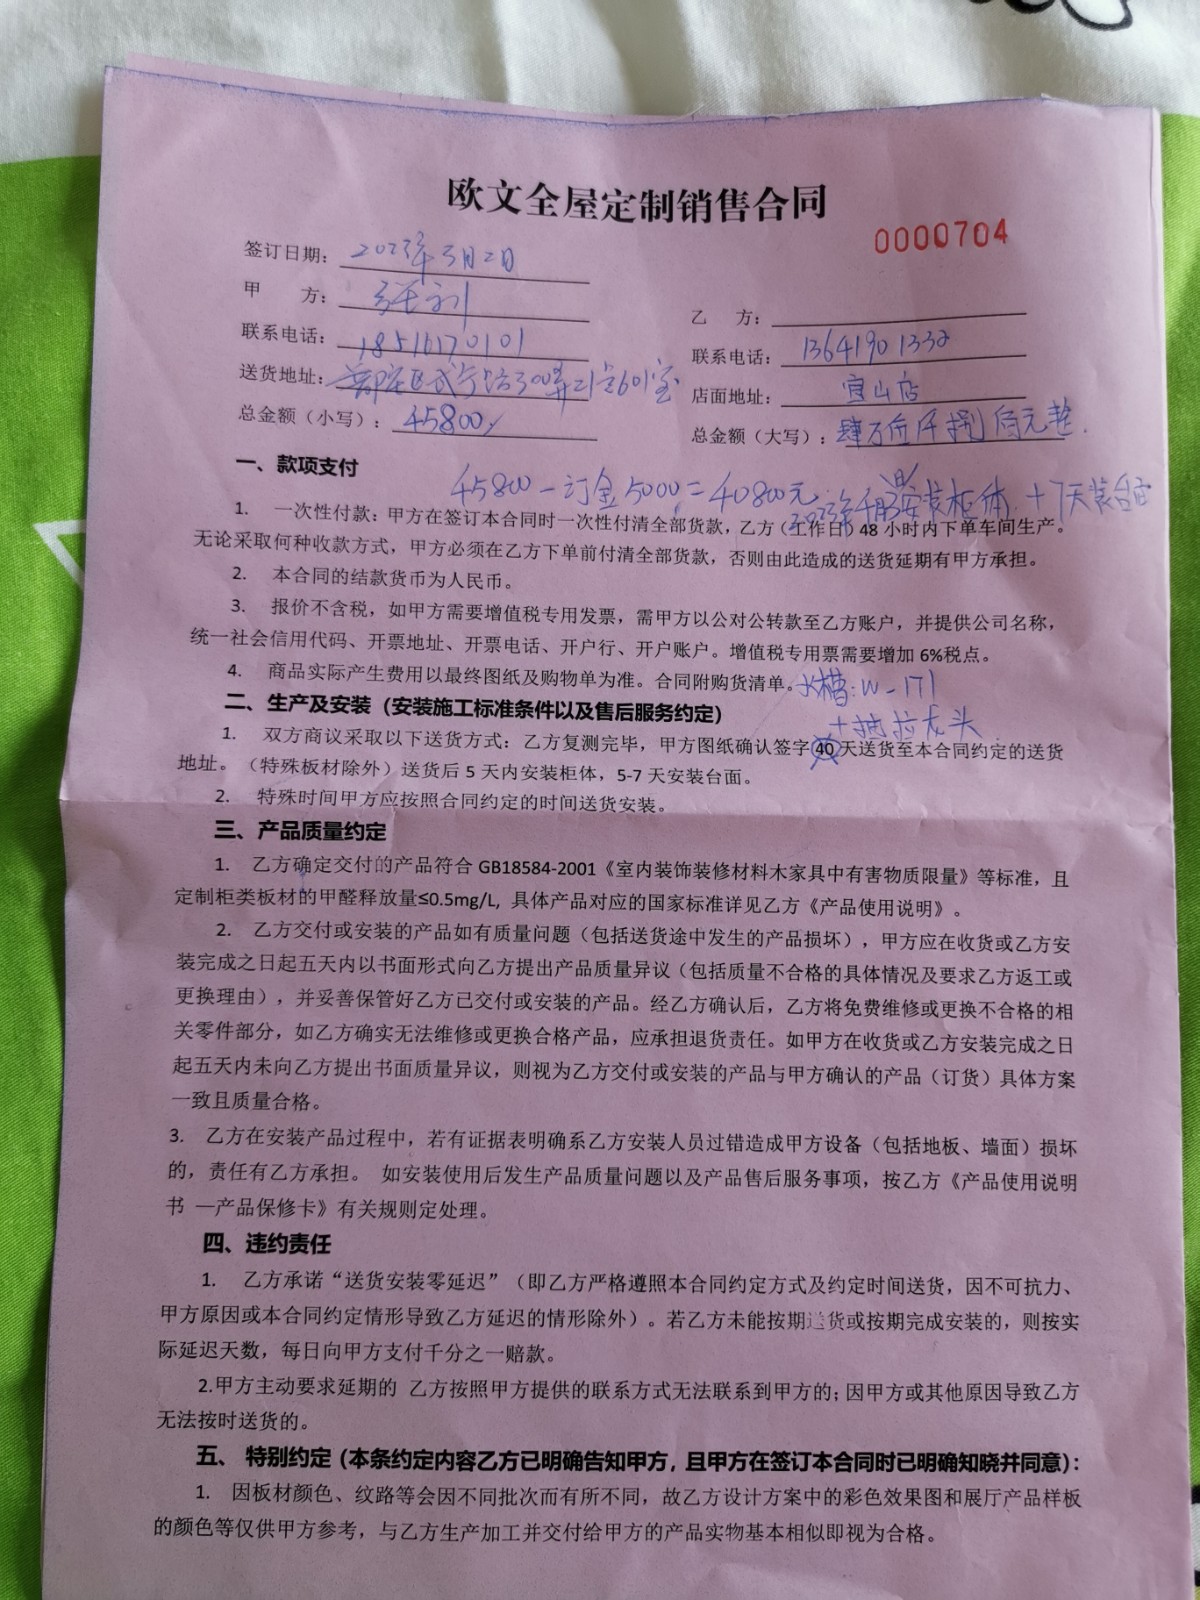 欧文全屋定制销售合同
0000704
签订日期：2023年3月2日
甲 方：
乙 方：
联系电话：18516170101
联系电话：13641901332
送货地址：300弄21号601室
店面地址：宜山店
总金额（小写）：45800
总金额（大写）：肆万伍仟捌佰元整.
一、款项支付
45800－订金5000=40800元
安装柜体.+7天装台面
1. 一次性付款：甲方在签订本合同时一次性付清全部货款，乙方（工作日）48 小时内下单车间生产。
无论采取何种收款方式，甲方必须在乙方下单前付清全部货款，否则由此造成的送货延期有甲方承担。
2. 本合同的结款货币为人民币。
3. 报价不含税，如甲方需要增值税专用发票，需甲方以公对公转款至乙方账户，并提供公司名称，
统一社会信用代码、开票地址、开票电话、开户行、开户账户。增值税专用票需要增加 6%税点。
4. 商品实际产生费用以最终图纸及购物单为准。合同附购货清单。水槽:W-171
二、生产及安装（安装施工标准条件以及售后服务约定）
+抽拉龙头
1. 双方商议采取以下送货方式：乙方复测完毕，甲方图纸确认签字 40 天送货至本合同约定的送货
地址。（特殊板材除外）送货后 5 天内安装柜体，5-7 天安装台面。
2. 特殊时间甲方应按照合同约定的时间送货安装。
三、产品质量约定
1. 乙方确定交付的产品符合 GB18584-2001《室内装饰装修材料木家具中有害物质限量》等标准，且
定制柜类板材的甲醛释放量≤0.5mg/L, 具体产品对应的国家标准详见乙方《产品使用说明》。
2. 乙方交付或安装的产品如有质量问题（包括送货途中发生的产品损坏），甲方应在收货或乙方安
装完成之日起五天内以书面形式向乙方提出产品质量异议（包括质量不合格的具体情况及要求乙方返工或
更换理由），并妥善保管好乙方已交付或安装的产品。经乙方确认后，乙方将免费维修或更换不合格的相
关零件部分，如乙方确实无法维修或更换合格产品，应承担退货责任。如甲方在收货或乙方安装完成之日
起五天内未向乙方提出书面质量异议，则视为乙方交付或安装的产品与甲方确认的产品（订货）具体方案
一致且质量合格。
3. 乙方在安装产品过程中，若有证据表明确系乙方安装人员过错造成甲方设备（包括地板、墙面）损坏
的，责任有乙方承担。 如安装使用后发生产品质量问题以及产品售后服务事项，按乙方《产品使用说明
书 —产品保修卡》有关规则定处理。
四、违约责任
1. 乙方承诺“送货安装零延迟”（即乙方严格遵照本合同约定方式及约定时间送货，因不可抗力、
甲方原因或本合同约定情形导致乙方延迟的情形除外）。若乙方未能按期送货或按期完成安装的，则按实
际延迟天数，每日向甲方支付千分之一赔款。
2.甲方主动要求延期的 乙方按照甲方提供的联系方式无法联系到甲方的；因甲方或其他原因导致乙方
无法按时送货的。
五、 特别约定（本条约定内容乙方已明确告知甲方，且甲方在签订本合同时已明确知晓并同意）：
1. 因板材颜色、纹路等会因不同批次而有所不同，故乙方设计方案中的彩色效果图和展厅产品样板
的颜色等仅供甲方参考，与乙方生产加工并交付给甲方的产品实物基本相似即视为合格。